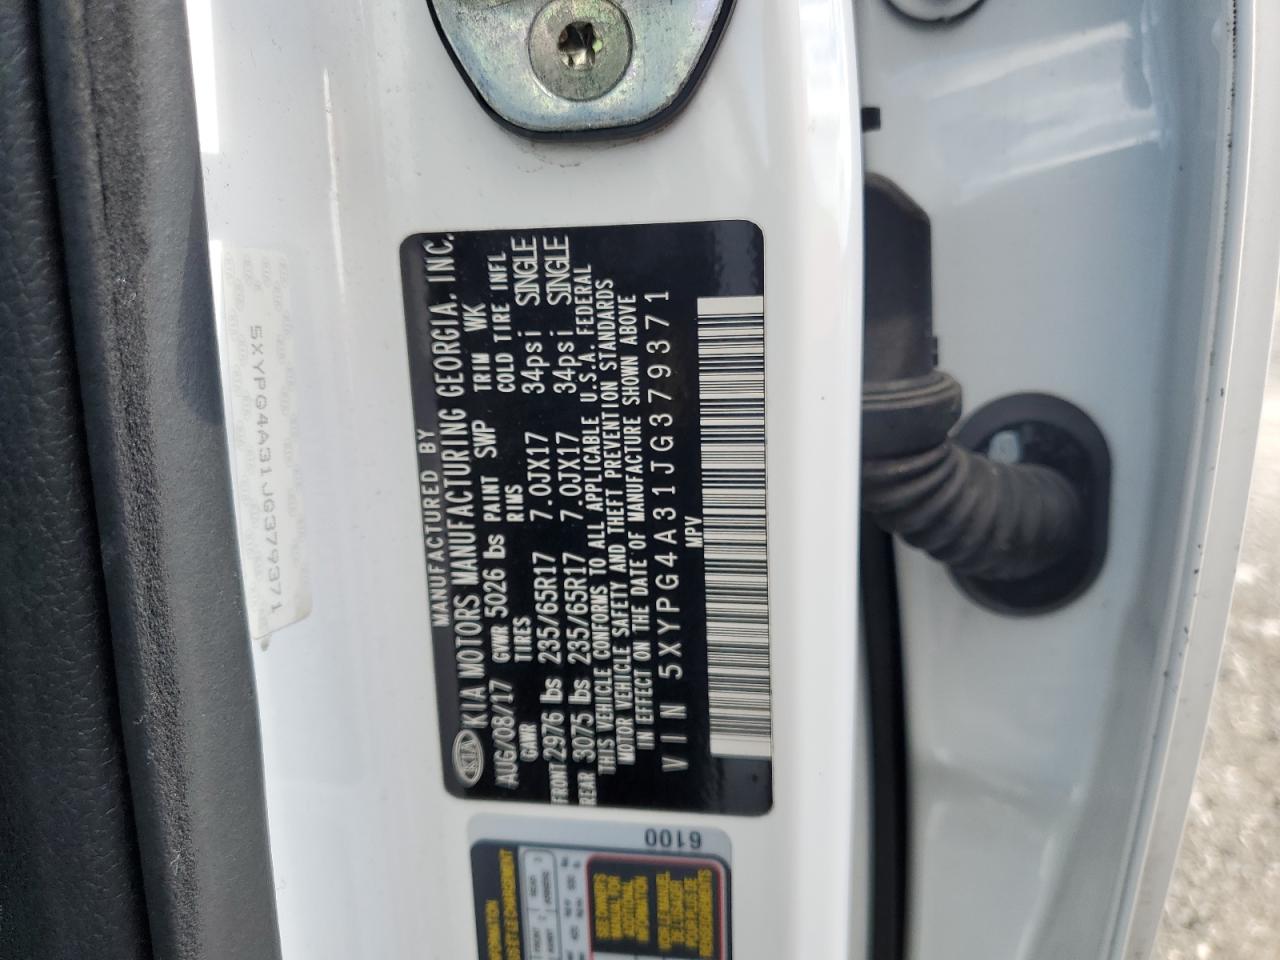 MANUFACTURED BY
KIA KIA MOTORS MANUFACTURING GEORGIA, INC.
AUG/08/17 GVWR 5026 lbs PAINT SWP TRIM WK
GAWR TIRES RIMS COLD TIRE INFL
FRONT 2976 lbs 235/65R17 7.0JX17 34psi SINGLE
REAR 3075 lbs 235/65R17 7.0JX17 34psi SINGLE
THIS VEHICLE CONFORMS TO ALL APPLICABLE U.S.A. FEDERAL
MOTOR VEHICLE SAFETY AND THEFT PREVENTION STANDARDS
IN EFFECT ON THE DATE OF MANUFACTURE SHOWN ABOVE
VIN 5XYPG4A31JG379371
MPV
5XYPG4A31JG379371
6100